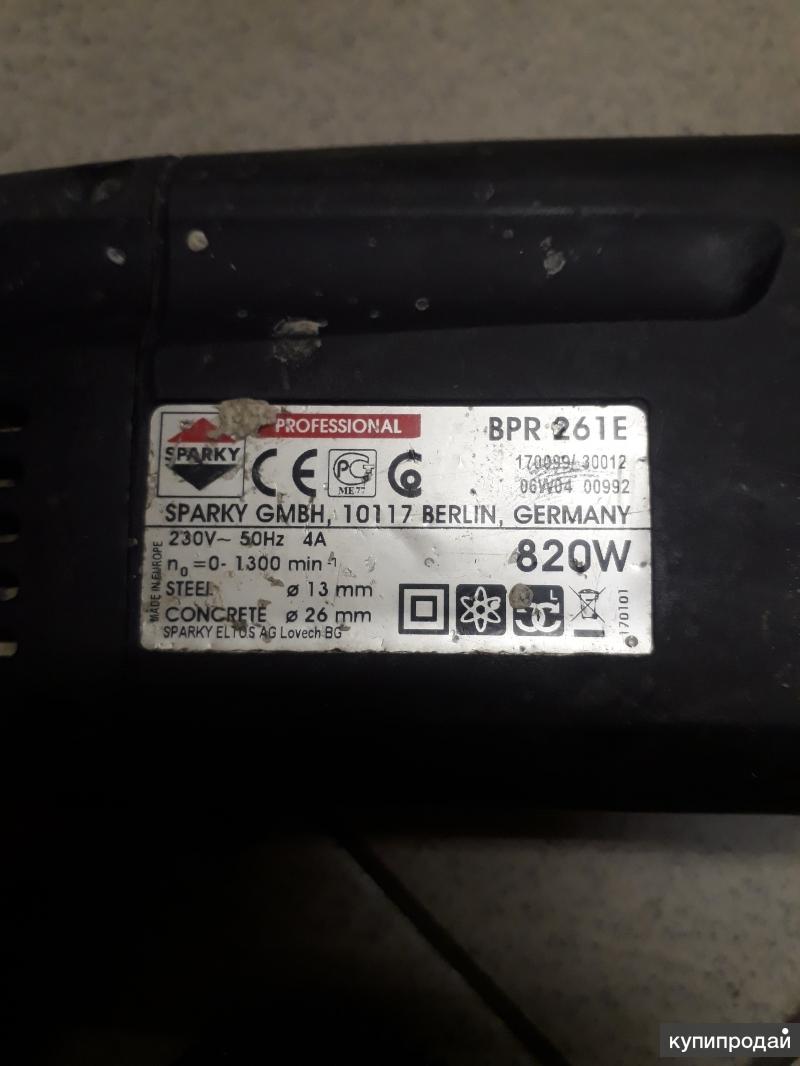 PROFESSIONAL
BPR 261E
SPARKY
CE
PCT
ME77
170099/ 30012
06W04 00992
SPARKY GMBH, 10117 BERLIN, GERMANY
MADE IN EUROPE
230V~ 50Hz 4A
820W
n₀=0- 1300 min⁻¹
STEEL ø 13 mm
CONCRETE ø 26 mm
SPARKY ELTOS AG Lovech BG
L
170101
купипродай